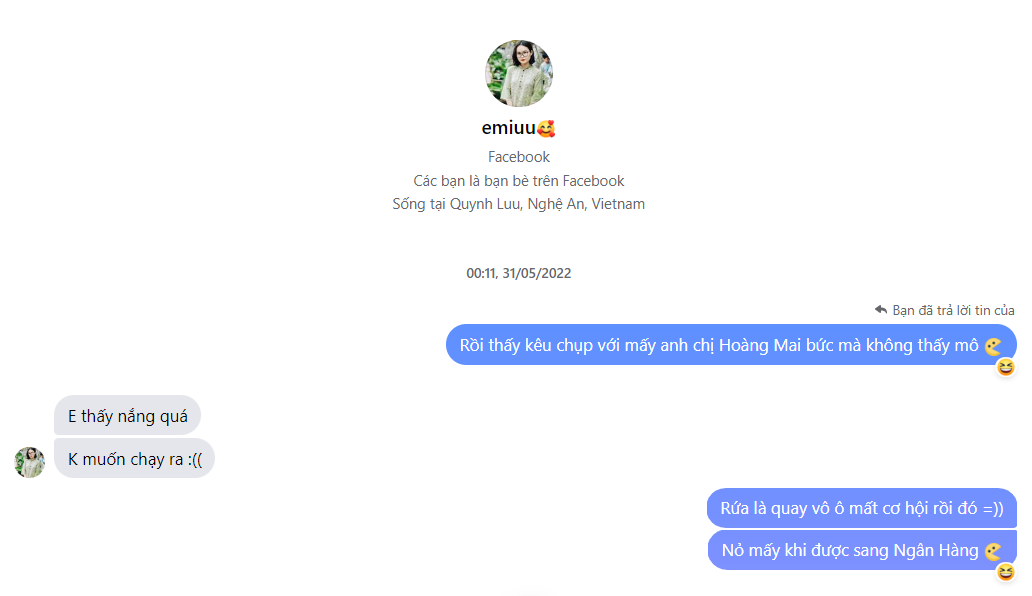 emiuu🥰
Facebook
Các bạn là bạn bè trên Facebook
Sống tại Quynh Luu, Nghệ An, Vietnam
00:11, 31/05/2022
Bạn đã trả lời tin của
Rồi thấy kêu chụp với mấy anh chị Hoàng Mai bức mà không thấy mô
E thấy nắng quá
K muốn chạy ra :((
Rứa là quay vô ô mất cơ hội rồi đó =))
Nỏ mấy khi được sang Ngân Hàng